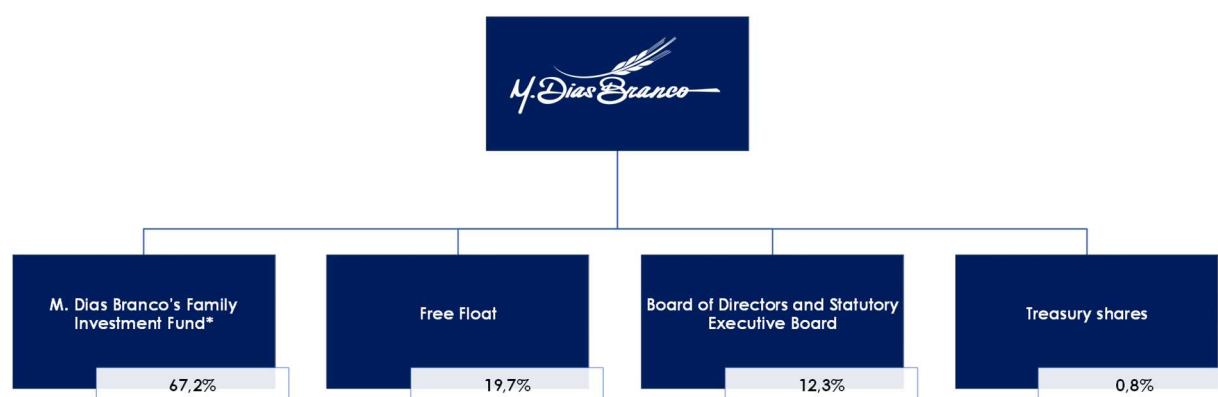 M. Dias Branco
M. Dias Branco's Family
Investment Fund*
67,2%
Free Float
19,7%
Board of Directors and Statutory
Executive Board
12,3%
Treasury shares
0,8%